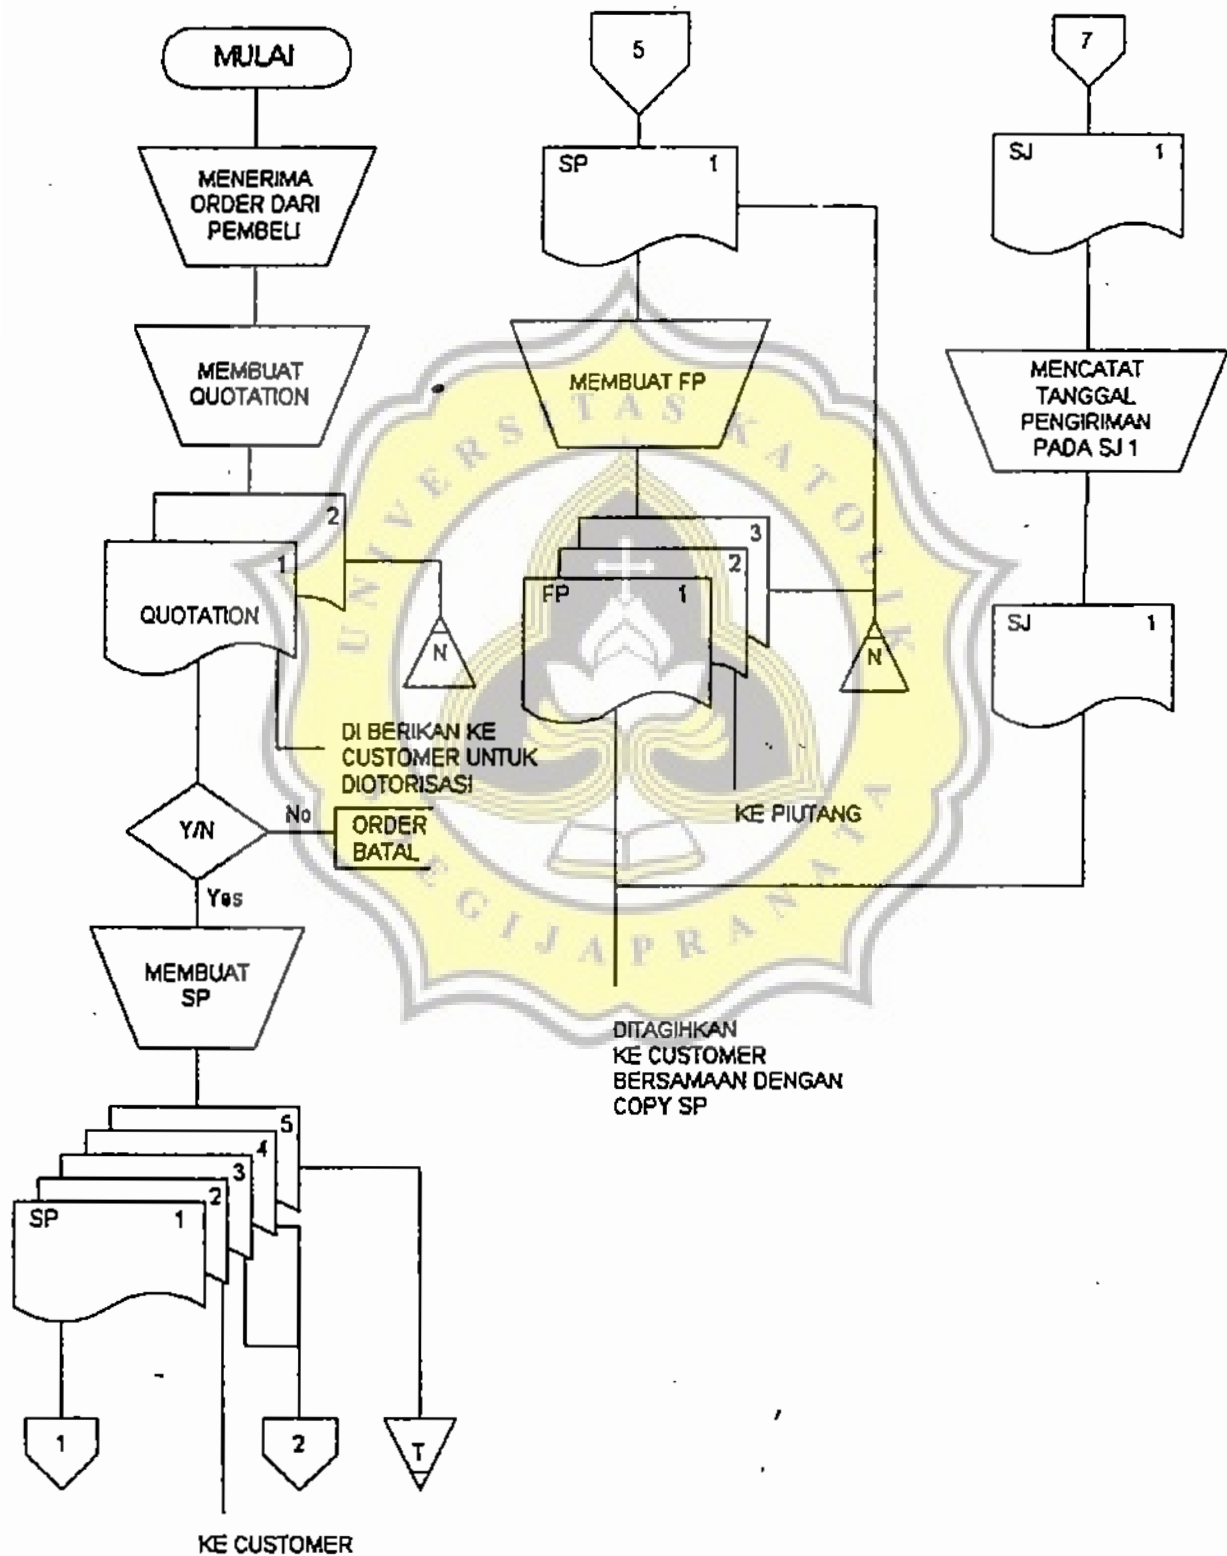 MULAI
MENERIMA
ORDER DARI
PEMBELI
MEMBUAT
QUOTATION
2
1
QUOTATION
N
DI BERIKAN KE
CUSTOMER UNTUK
DIOTORISASI
Y/N
No
ORDER
BATAL
Yes
MEMBUAT
SP
5
4
3
2
SP 1
1
2
T
KE CUSTOMER
5
SP 1
MEMBUAT FP
3
2
FP 1
N
KE PIUTANG
DITAGIHKAN
KE CUSTOMER
BERSAMAAN DENGAN
COPY SP
7
SJ 1
MENCATAT
TANGGAL
PENGIRIMAN
PADA SJ 1
SJ 1
UNIVERSITAS KATOLIK
SOEGIJAPRANATA